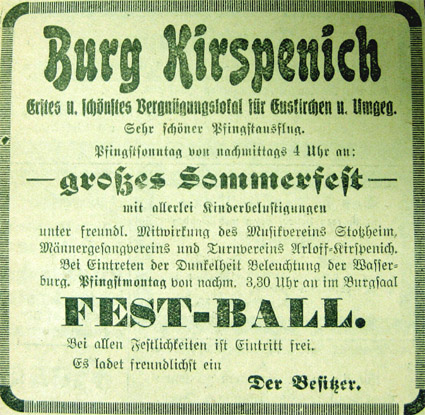 Burg Kirspenich
Erstes u. schönstes Vergnügungslokal für Euskirchen u. Umgeg.
Sehr schöner Pfingstausflug.
Pfingstsonntag von nachmittags 4 Uhr an:
großes Sommerfest
mit allerlei Kinderbelustigungen
unter freundl. Mitwirkung des Musikvereins Stotzheim,
Männergesangvereins und Turnvereins Arloff-Kirspenich.
Bei Eintreten der Dunkelheit Beleuchtung der Wasser-
burg. Pfingstmontag von nachm. 3,30 Uhr an im Burgsaal
FEST-BALL.
Bei allen Festlichkeiten ist Eintritt frei.
Es ladet freundlichst ein
Der Besitzer.